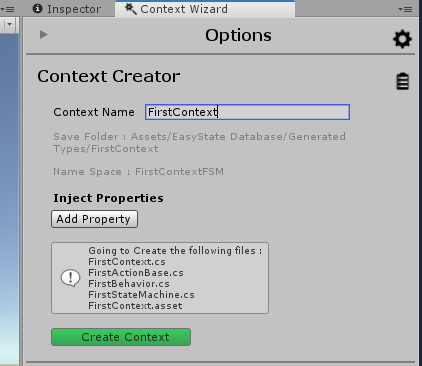 Inspector
Context Wizard
Options
Context Creator
Context Name
FirstContext
Save Folder : Assets/EasyState Database/Generated
Types/FirstContext
Name Space : FirstContextFSM
Inject Properties
Add Property
Going to Create the following files :
FirstContext.cs
FirstActionBase.cs
FirstBehavior.cs
FirstStateMachine.cs
FirstContext.asset
Create Context